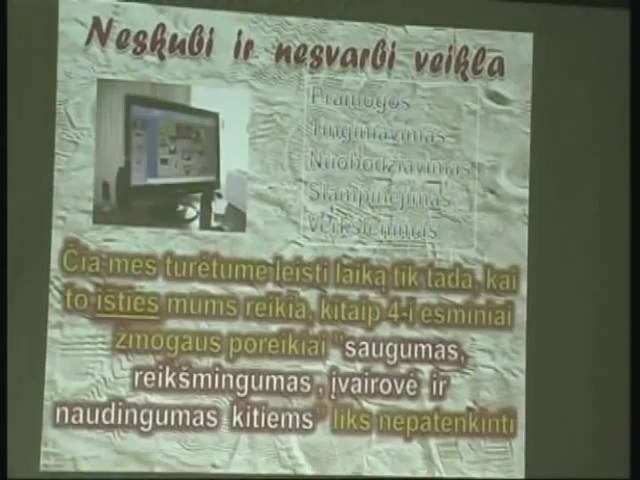 Neskubi ir nesvarbi veikla
Pramogos
Tinginiavimas
Nuobodžiavimas
Slampinėjimas
Verkšlenimas
Čia mes turėtume leisti laiką tik tada, kai
to išties mums reikia, kitaip 4-i esminiai
žmogaus poreikiai "saugumas,
reikšmingumas, įvairovė ir
naudingumas kitiems" liks nepatenkinti